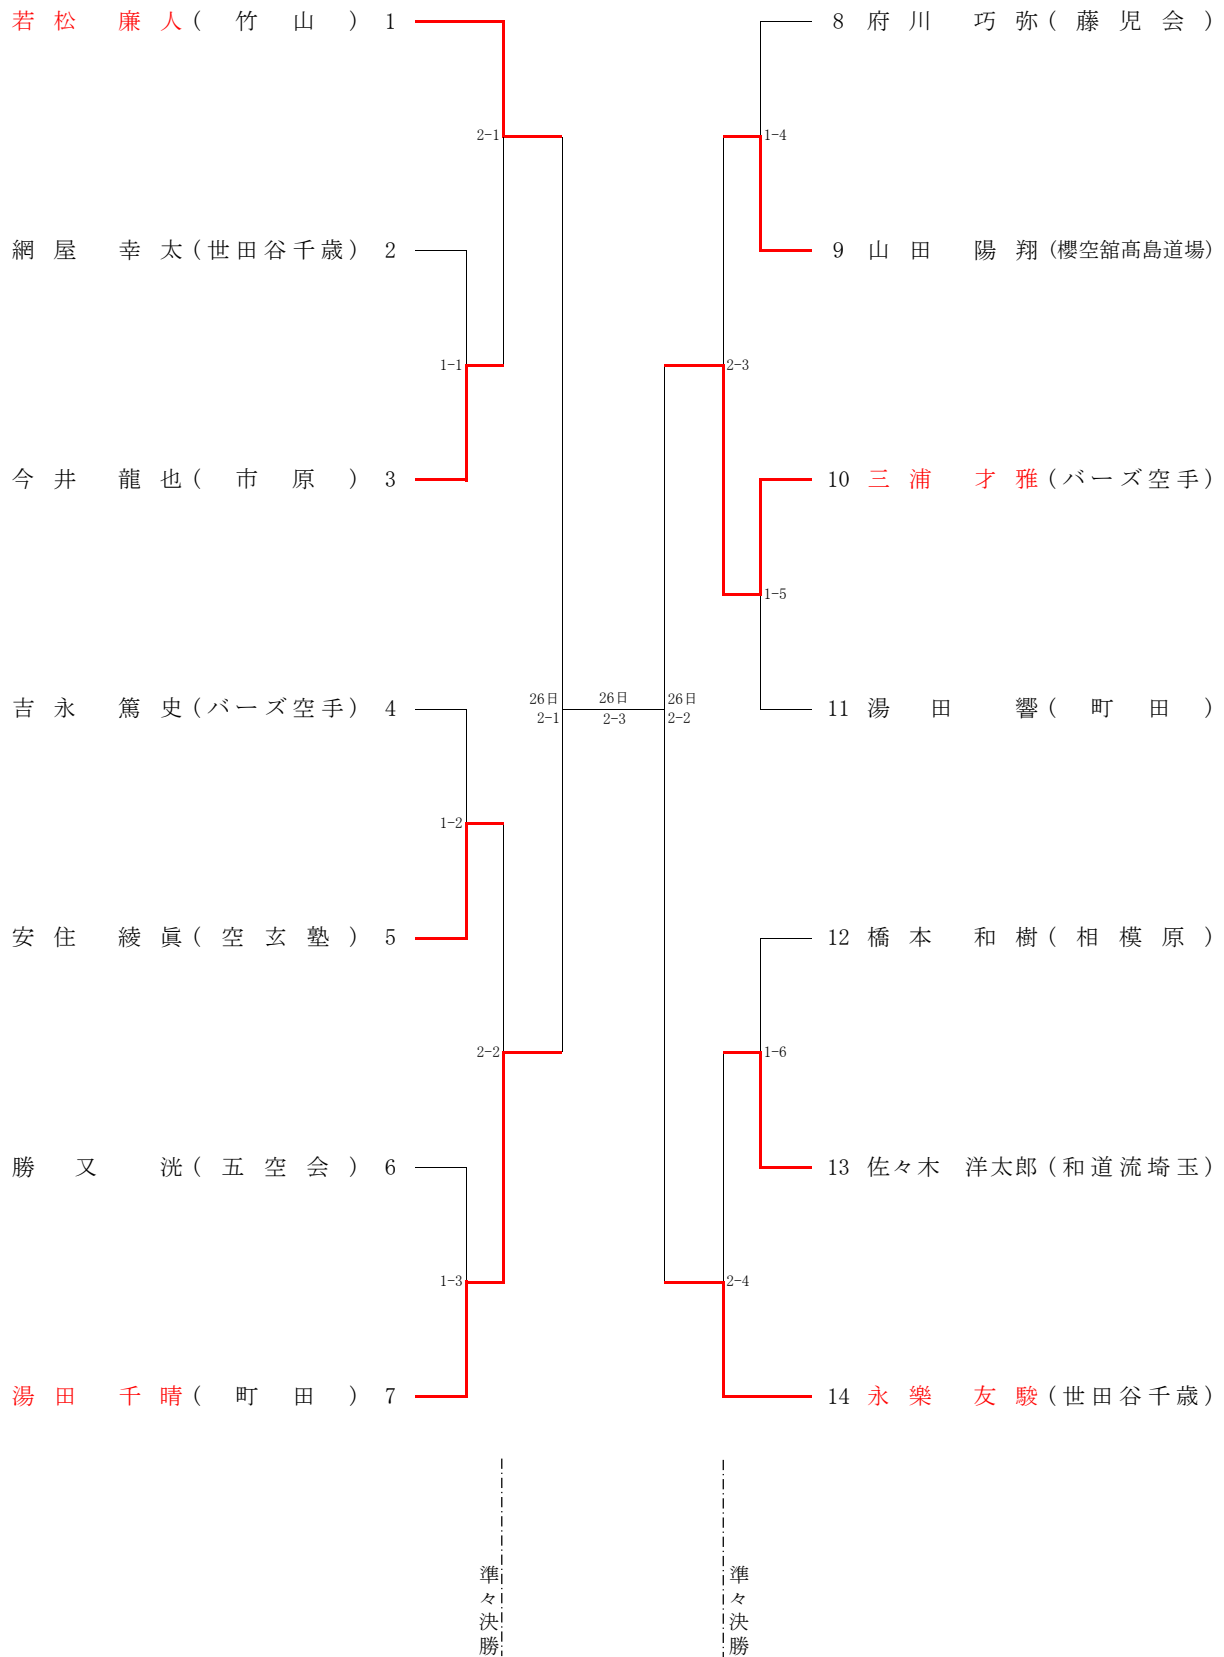 若松 廉人(竹山) 1
2-1
網屋 幸太(世田谷千歳) 2
1-1
今井 龍也(市原) 3
吉永 篤史(バーズ空手) 4
1-2
安住 綾眞(空玄塾) 5
2-2
勝又 洸(五空会) 6
1-3
湯田 千晴(町田) 7
26日
2-1
26日
2-3
26日
2-2
8 府川 巧弥(藤児会)
1-4
9 山田 陽翔(櫻空舘髙島道場)
2-3
10 三浦 才雅(バーズ空手)
1-5
11 湯田 響(町田)
12 橋本 和樹(相模原)
1-6
13 佐々木 洋太郎(和道流埼玉)
2-4
14 永樂 友駿(世田谷千歳)
準々決勝
準々決勝